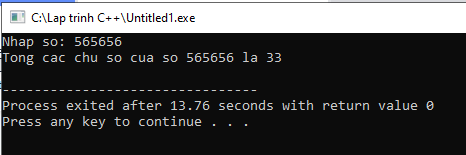 C:\Lap trinh C++\Untitled1.exe
Nhap so: 565656
Tong cac chu so cua so 565656 la 33
--------------------------------
Process exited after 13.76 seconds with return value 0
Press any key to continue . . .